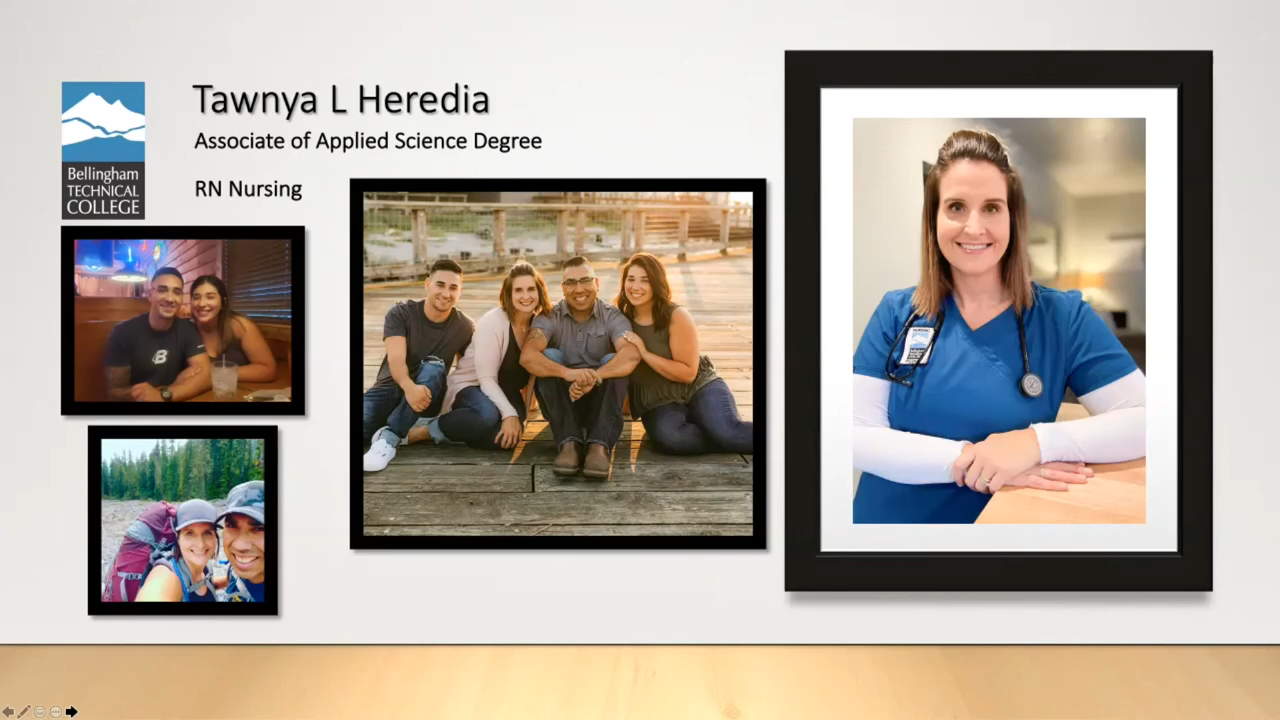 Tawnya L Heredia
Associate of Applied Science Degree
RN Nursing
Bellingham
TECHNICAL
COLLEGE
B